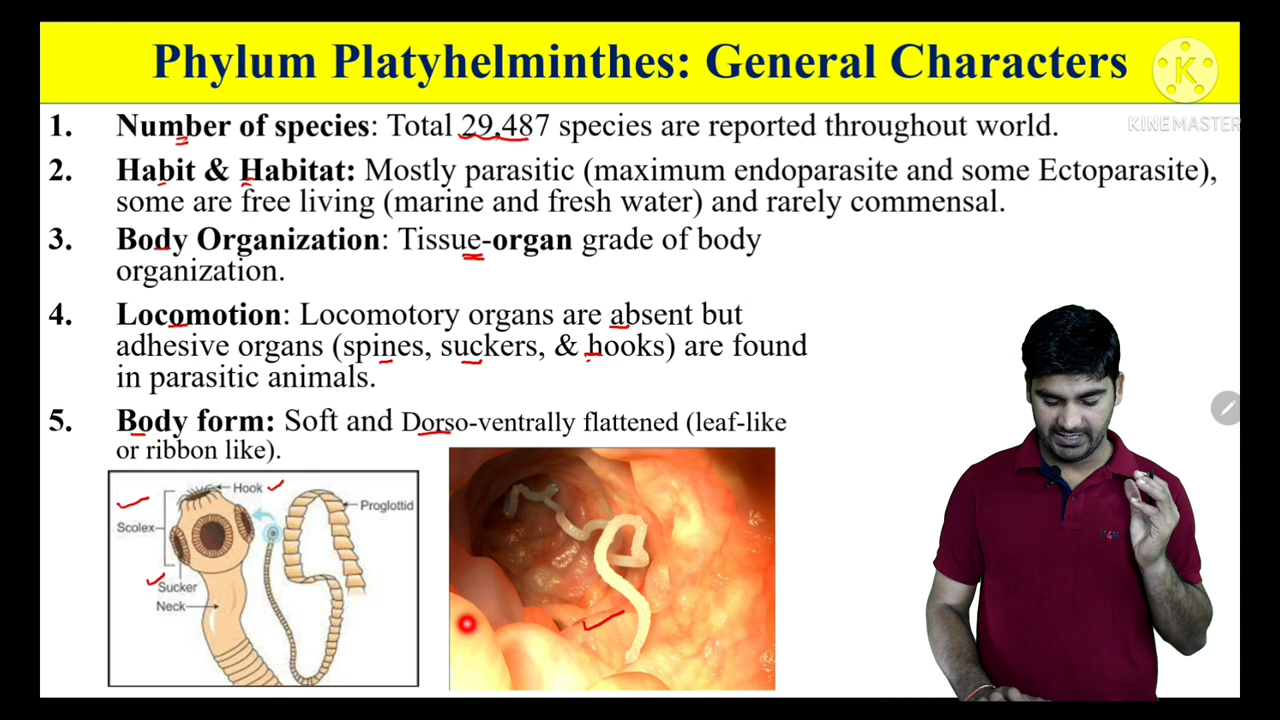 Phylum Platyhelminthes: General Characters
K
KINEMASTER
1. Number of species: Total 29,487 species are reported throughout world.
2. Habit & Habitat: Mostly parasitic (maximum endoparasite and some Ectoparasite),
some are free living (marine and fresh water) and rarely commensal.
3. Body Organization: Tissue-organ grade of body
organization.
4. Locomotion: Locomotory organs are absent but
adhesive organs (spines, suckers, & hooks) are found
in parasitic animals.
5. Body form: Soft and Dorso-ventrally flattened (leaf-like
or ribbon like).
Hook
Proglottid
Scolex
Sucker
Neck